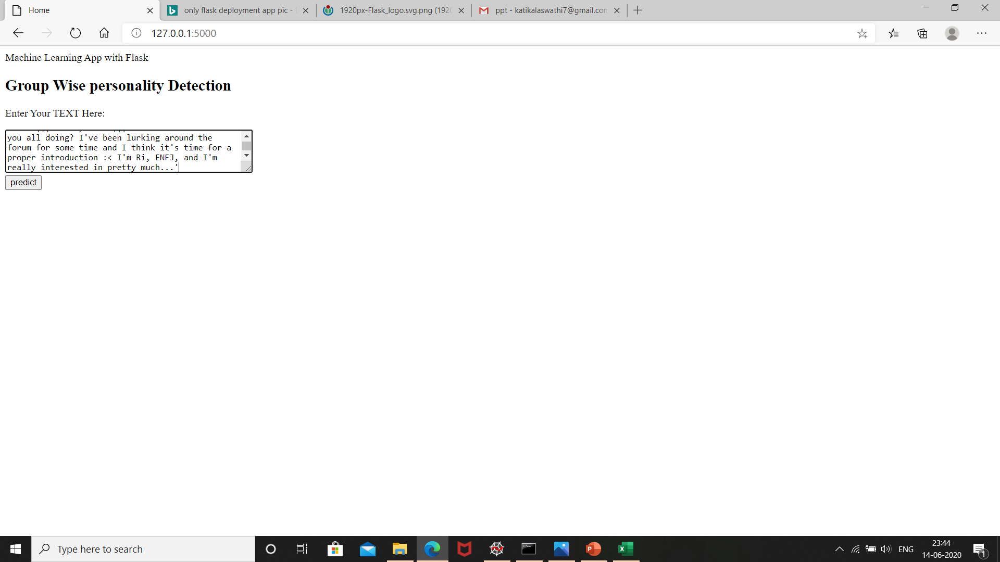 Home
only flask deployment app pic -
1920px-Flask_logo.svg.png (192
ppt - katikalaswathi7@gmail.com
127.0.0.1:5000
Machine Learning App with Flask
Group Wise personality Detection
Enter Your TEXT Here:
you all doing? I've been lurking around the
forum for some time and I think it's time for a
proper introduction :< I'm Ri, ENFJ, and I'm
really interested in pretty much...'
predict
Type here to search
ENG
23:44
14-06-2020
1